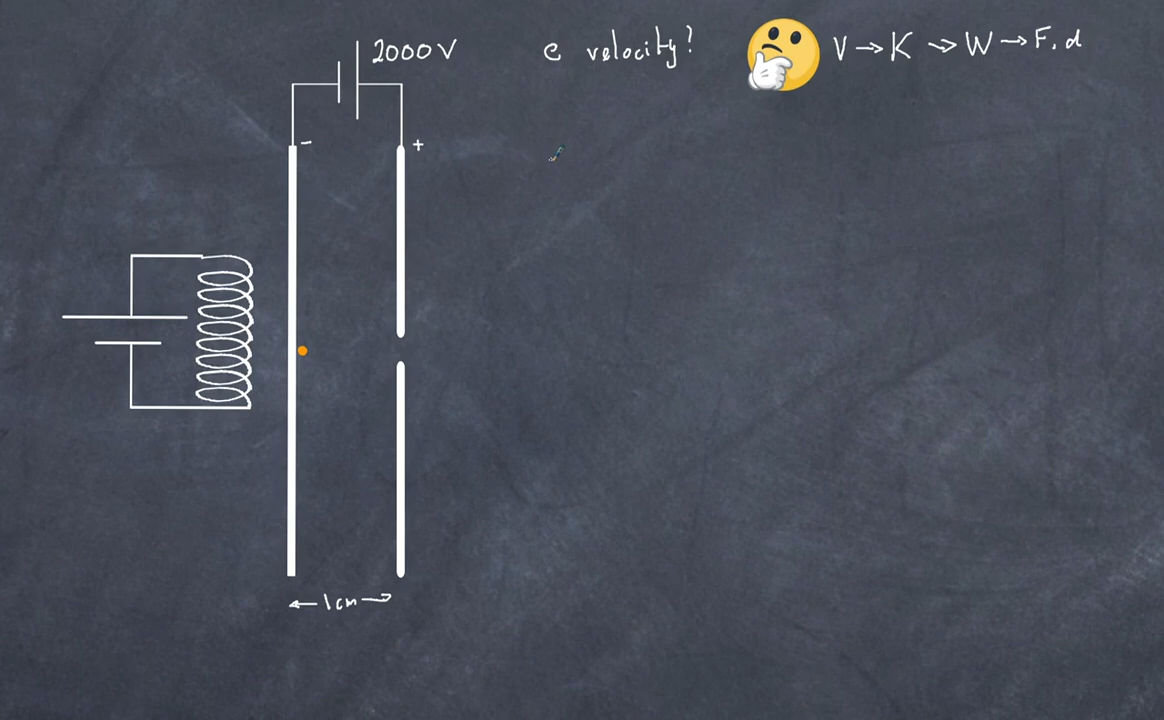 2000V
e velocity?
V → K → W → F.d
-
+
1cm